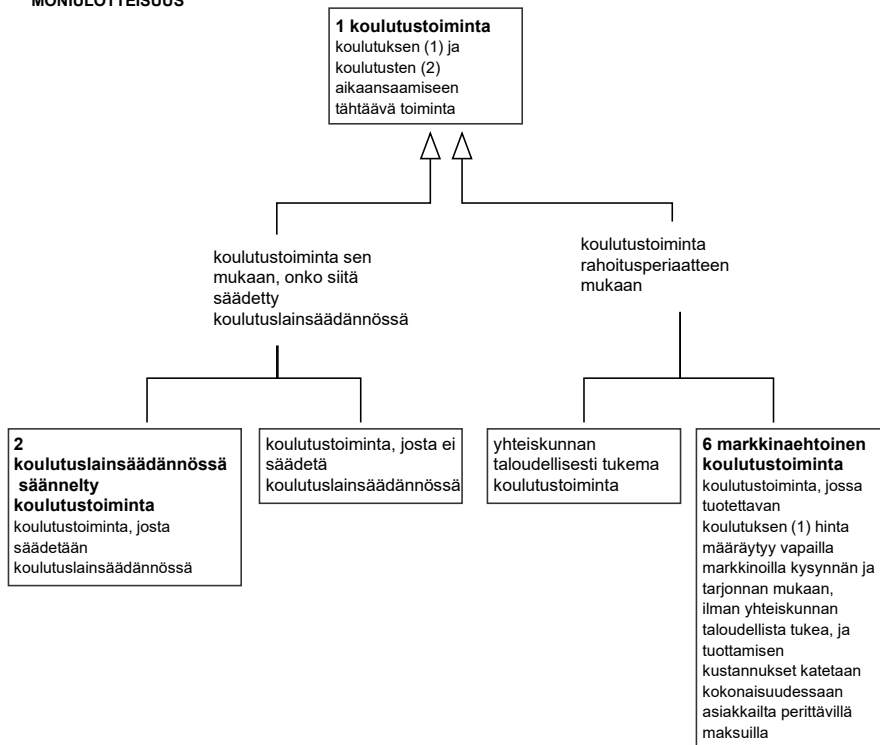 MONIULOTTEISUUS
1 koulutustoiminta
koulutuksen (1) ja
koulutusten (2)
aikaansaamiseen
tähtäävä toiminta
koulutustoiminta sen
mukaan, onko siitä
säädetty
koulutuslainsäädännössä
koulutustoiminta
rahoitusperiaatteen
mukaan
2
koulutuslainsäädännössä
säännelty
koulutustoiminta
koulutustoiminta, josta
säädetään
koulutuslainsäädännössä
koulutustoiminta, josta ei
säädetä
koulutuslainsäädännössä
yhteiskunnan
taloudellisesti tukema
koulutustoiminta
6 markkinaehtoinen
koulutustoiminta
koulutustoiminta, jossa
tuotettavan
koulutuksen (1) hinta
määräytyy vapailla
markkinoilla kysynnän ja
tarjonnan mukaan,
ilman yhteiskunnan
taloudellista tukea, ja
tuottamisen
kustannukset katetaan
kokonaisuudessaan
asiakkailta perittävillä
maksuilla